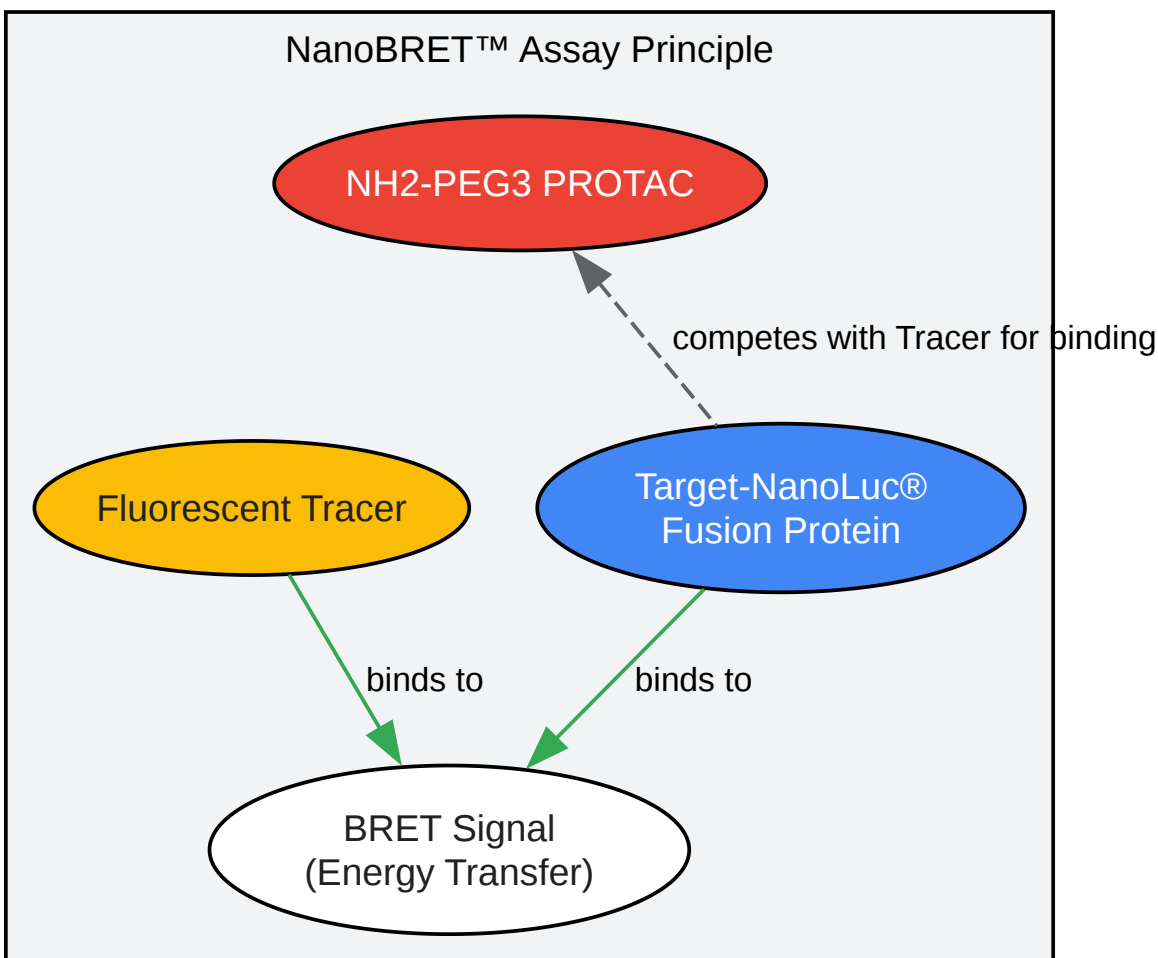 NanoBRET™ Assay Principle
NH2-PEG3 PROTAC
competes with Tracer for binding
Fluorescent Tracer
Target-NanoLuc®
Fusion Protein
binds to
binds to
BRET Signal
(Energy Transfer)